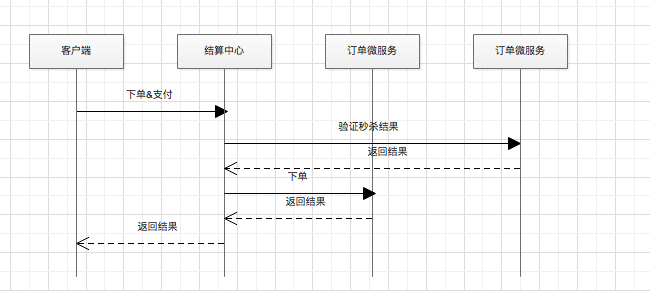 客户端
结算中心
订单微服务
订单微服务
下单&支付
验证秒杀结果
返回结果
下单
返回结果
返回结果